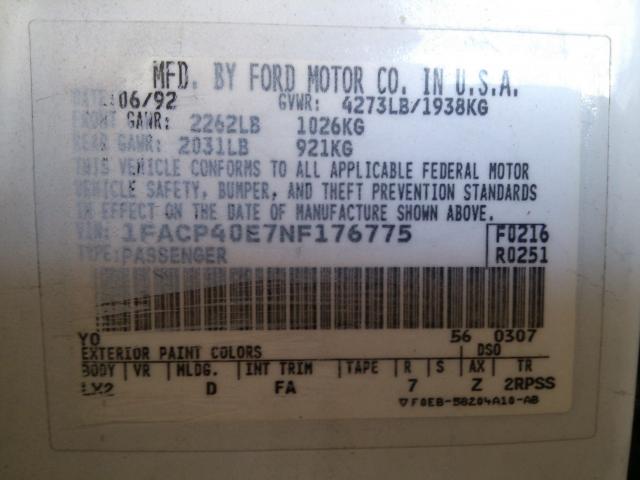 MFD. BY FORD MOTOR CO. IN U.S.A.
DATE: 06/92 GVWR: 4273LB/1938KG
FRONT GAWR: 2262LB 1026KG
REAR GAWR: 2031LB 921KG
THIS VEHICLE CONFORMS TO ALL APPLICABLE FEDERAL MOTOR
VEHICLE SAFETY, BUMPER, AND THEFT PREVENTION STANDARDS
IN EFFECT ON THE DATE OF MANUFACTURE SHOWN ABOVE.
VIN: 1FACP40E7NF176775 F0216
TYPE: PASSENGER R0251
YO 56 0307
EXTERIOR PAINT COLORS DSO
BODY VR MLDG. INT TRIM TAPE R S AX TR
LX2 D FA 7 Z 2RPSS
▽F0EB-58204A10-AB